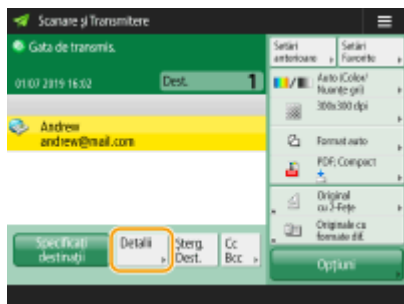 Scanare și Transmitere
Gata de transmis.
01.07 2019 16:02
Dest. 1
Andrew
andrew@mail.com
Specificați
destinații
Detalii
Șterg.
Dest.
Cc
Bcc
Setări
anterioare
Setări
Favorite
Auto (Color/
Nuanțe gri)
300x300 dpi
Format auto
PDF; Compact
Original
cu 2-Fețe
Originale cu
formate dif.
Opțiuni